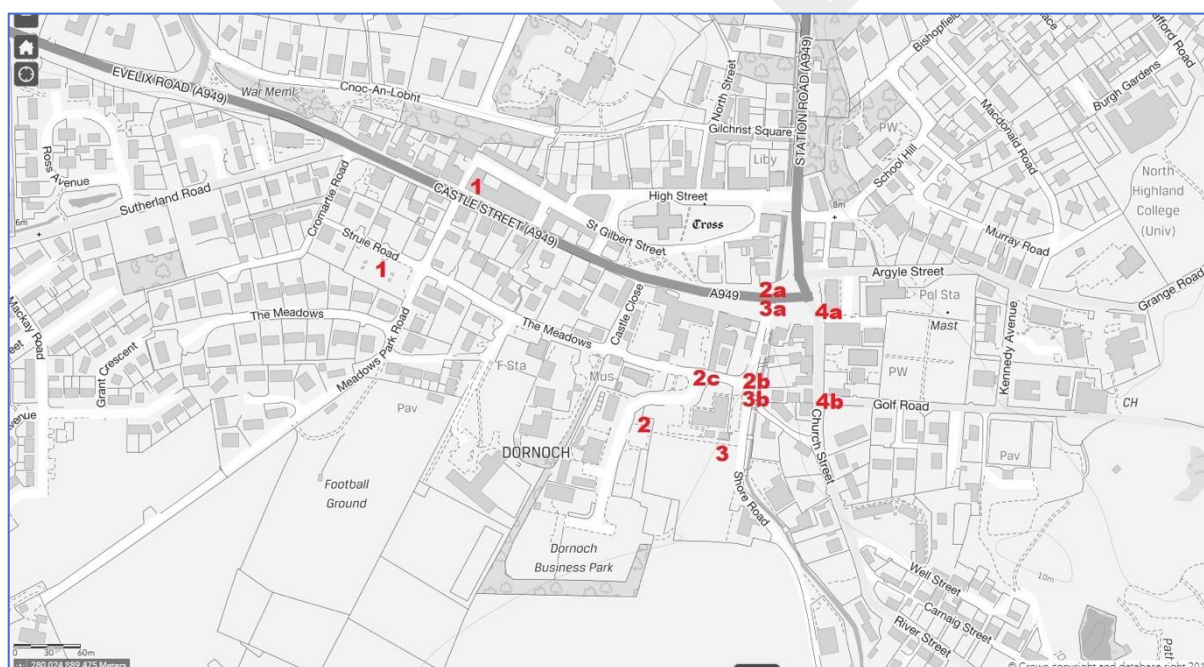 EVELIX ROAD (A949)
War Meml
Cnoc-An-Lobht
North Street
Gilchrist Square
Liby
STATION ROAD (A949)
PW
Bishopfield
School Hill
Macdonald Road
Burgh Gardens
North
Highland
College
(Univ)
Ross Avenue
Sutherland Road
6m
Cromartie Road
Struie Road
1
1
CASTLE STREET (A949)
High Street
St Gilbert Street
Cross
8m
Murray Road
Argyle Street
Grange Road
A949
2a
3a
4a
Pol Sta
Mast
Mackay Road
The Meadows
Grant Crescent
Meadows Park Road
The Meadows
Castle Close
F Sta
Mus
2c
2b
3b
4b
PW
Kennedy Avenue
CH
Golf Road
Church Street
Pav
2
3
DORNOCH
Pav
Football
Ground
Shore Road
Dornoch
Business Park
10m
Well Street
Carnaig Street
River Street
Path
0 30 60m
280,024,889,475 Meters
© Crown copyright and database right